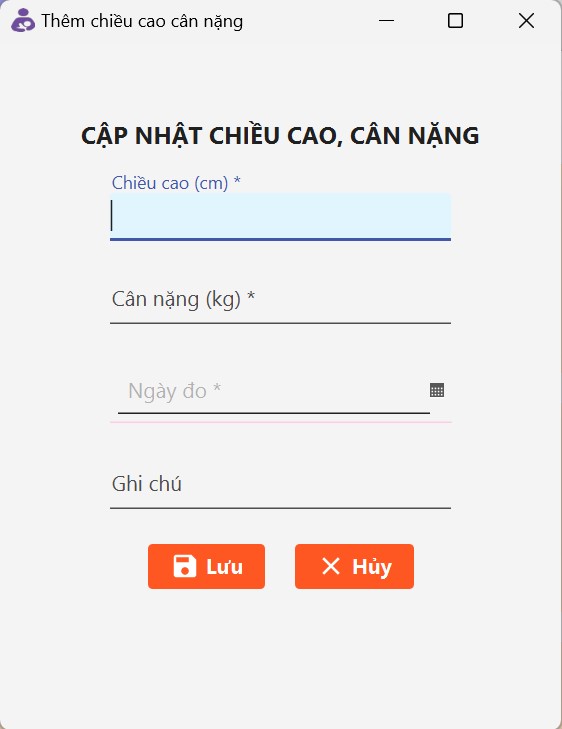 Thêm chiều cao cân nặng
CẬP NHẬT CHIỀU CAO, CÂN NẶNG
Chiều cao (cm) *
Cân nặng (kg) *
Ngày đo *
Ghi chú
Lưu
Hủy